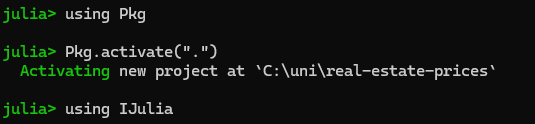 julia> using Pkg
julia> Pkg.activate(".")
Activating new project at `C:\uni\real-estate-prices`
julia> using IJulia